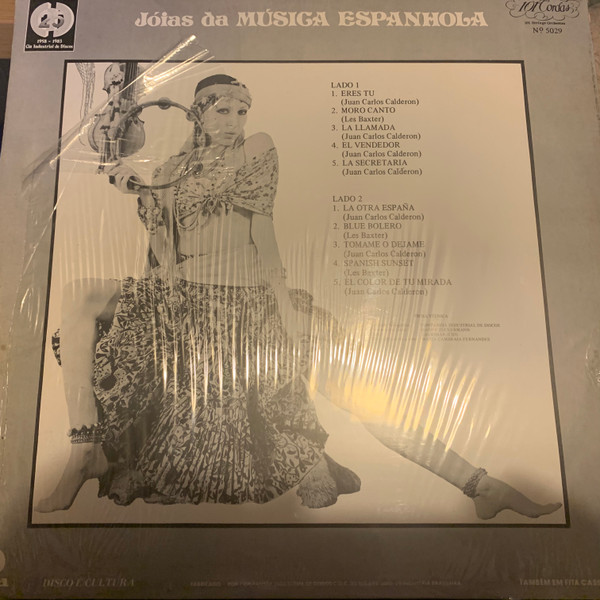 25
1958 - 1983
Cia Industrial de Discos
Jóias da MÚSICA ESPANHOLA
101 Cordas
Nº 5029
LADO 1
1. ERES TU
(Juan Carlos Calderon)
2. MORO CANTO
(Les Baxter)
3. LA LLAMADA
(Juan Carlos Calderon)
4. EL VENDEDOR
(Juan Carlos Calderon)
5. LA SECRETARIA
(Juan Carlos Calderon)
LADO 2
1. LA OTRA ESPAÑA
(Juan Carlos Calderon)
2. BLUE BOLERO
(Les Baxter)
3. TOMAME O DEJAME
(Juan Carlos Calderon)
4. SPANISH SUNSET
(Les Baxter)
5. EL COLOR DE TU MIRADA
(Juan Carlos Calderon)
DISCO É CULTURA
TAMBÉM EM FITA